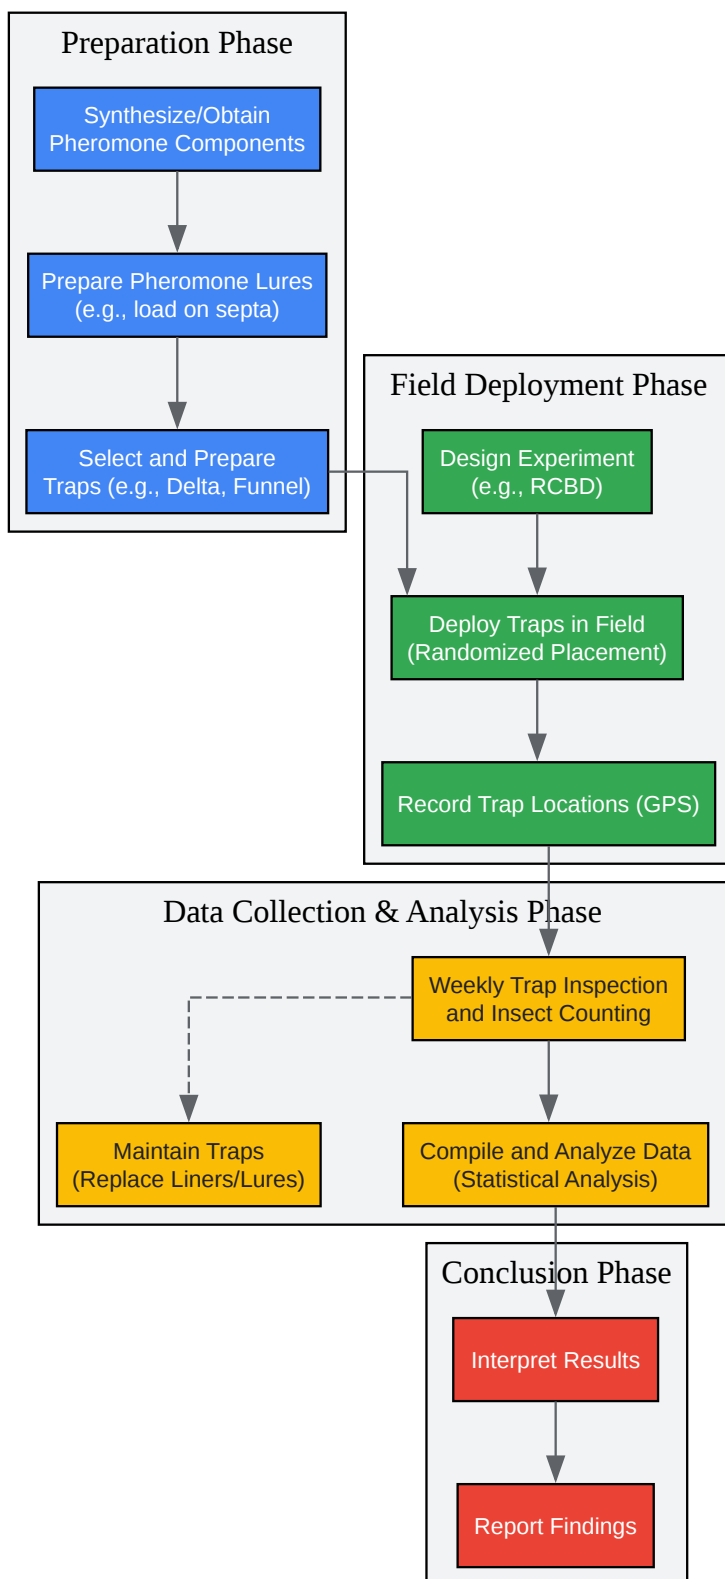 Preparation Phase
Synthesize/Obtain
Pheromone Components
Prepare Pheromone Lures
(e.g., load on septa)
Select and Prepare
Traps (e.g., Delta, Funnel)
Field Deployment Phase
Design Experiment
(e.g., RCBD)
Deploy Traps in Field
(Randomized Placement)
Record Trap Locations (GPS)
Data Collection & Analysis Phase
Weekly Trap Inspection
and Insect Counting
Maintain Traps
(Replace Liners/Lures)
Compile and Analyze Data
(Statistical Analysis)
Conclusion Phase
Interpret Results
Report Findings